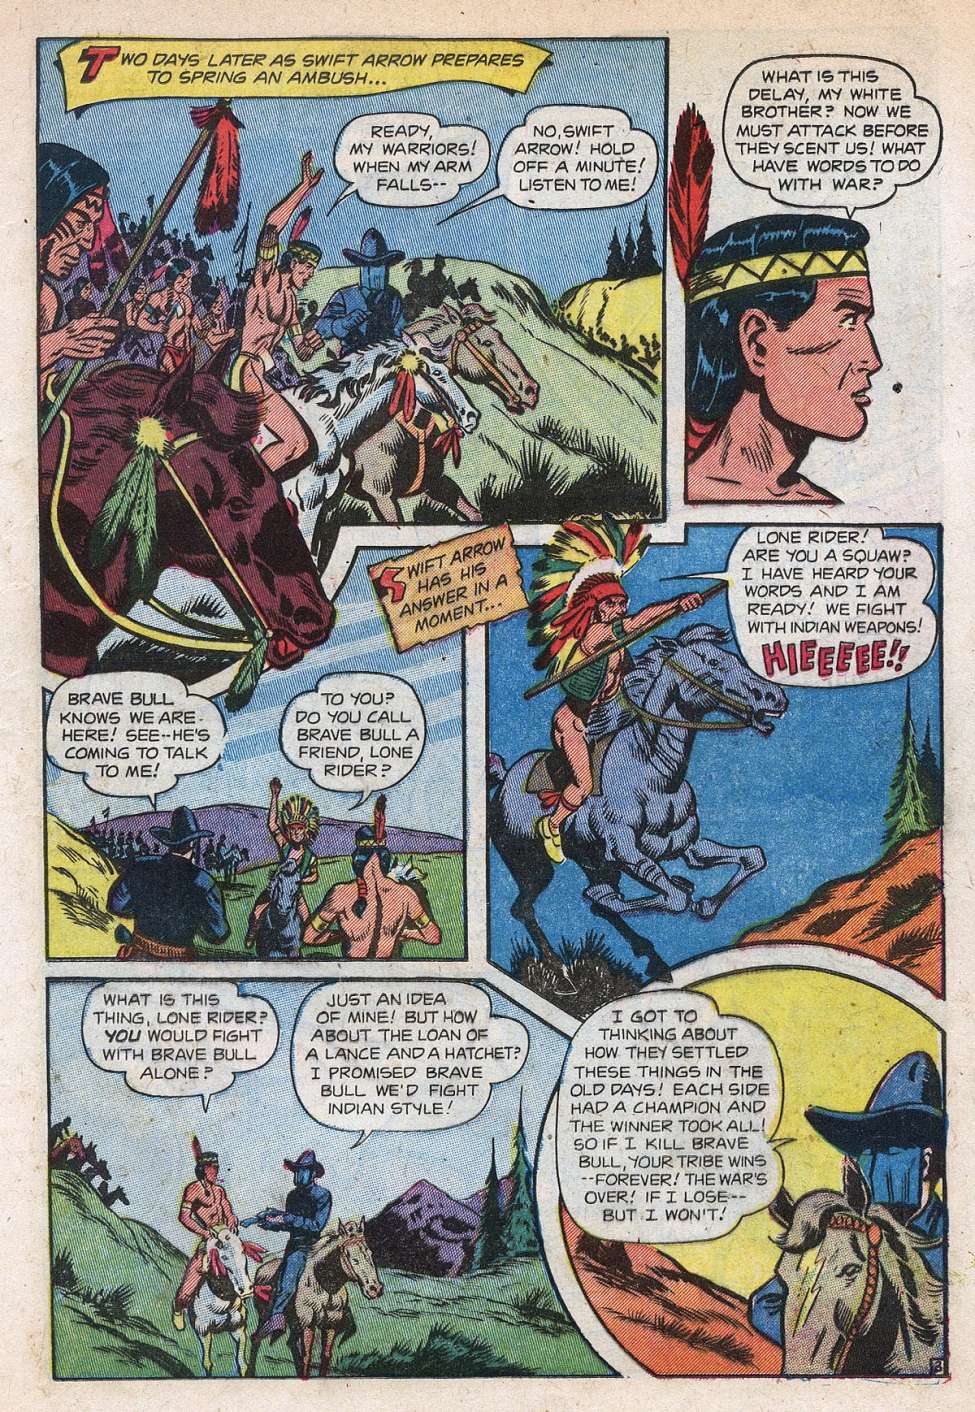 TWO DAYS LATER AS SWIFT ARROW PREPARES
TO SPRING AN AMBUSH...
READY,
MY WARRIORS!
WHEN MY ARM
FALLS--
NO, SWIFT
ARROW! HOLD
OFF A MINUTE!
LISTEN TO ME!
WHAT IS THIS
DELAY, MY WHITE
BROTHER? NOW WE
MUST ATTACK BEFORE
THEY SCENT US! WHAT
HAVE WORDS TO DO
WITH WAR?
BRAVE BULL
KNOWS WE ARE
HERE! SEE--HE'S
COMING TO TALK
TO ME!
TO YOU?
DO YOU CALL
BRAVE BULL A
FRIEND, LONE
RIDER?
SWIFT ARROW
HAS HIS
ANSWER IN A
MOMENT...
LONE RIDER!
ARE YOU A SQUAW?
I HAVE HEARD YOUR
WORDS AND I AM
READY! WE FIGHT
WITH INDIAN WEAPONS!
HIEEEEE!!
WHAT IS THIS
THING, LONE RIDER?
YOU WOULD FIGHT
WITH BRAVE BULL
ALONE?
JUST AN IDEA
OF MINE! BUT HOW
ABOUT THE LOAN OF
A LANCE AND A HATCHET?
I PROMISED BRAVE
BULL WE'D FIGHT
INDIAN STYLE!
I GOT TO
THINKING ABOUT
HOW THEY SETTLED
THESE THINGS IN THE
OLD DAYS! EACH SIDE
HAD A CHAMPION AND
THE WINNER TOOK ALL!
SO IF I KILL BRAVE
BULL, YOUR TRIBE WINS
--FOREVER! THE WAR'S
OVER! IF I LOSE--
BUT I WON'T!
3